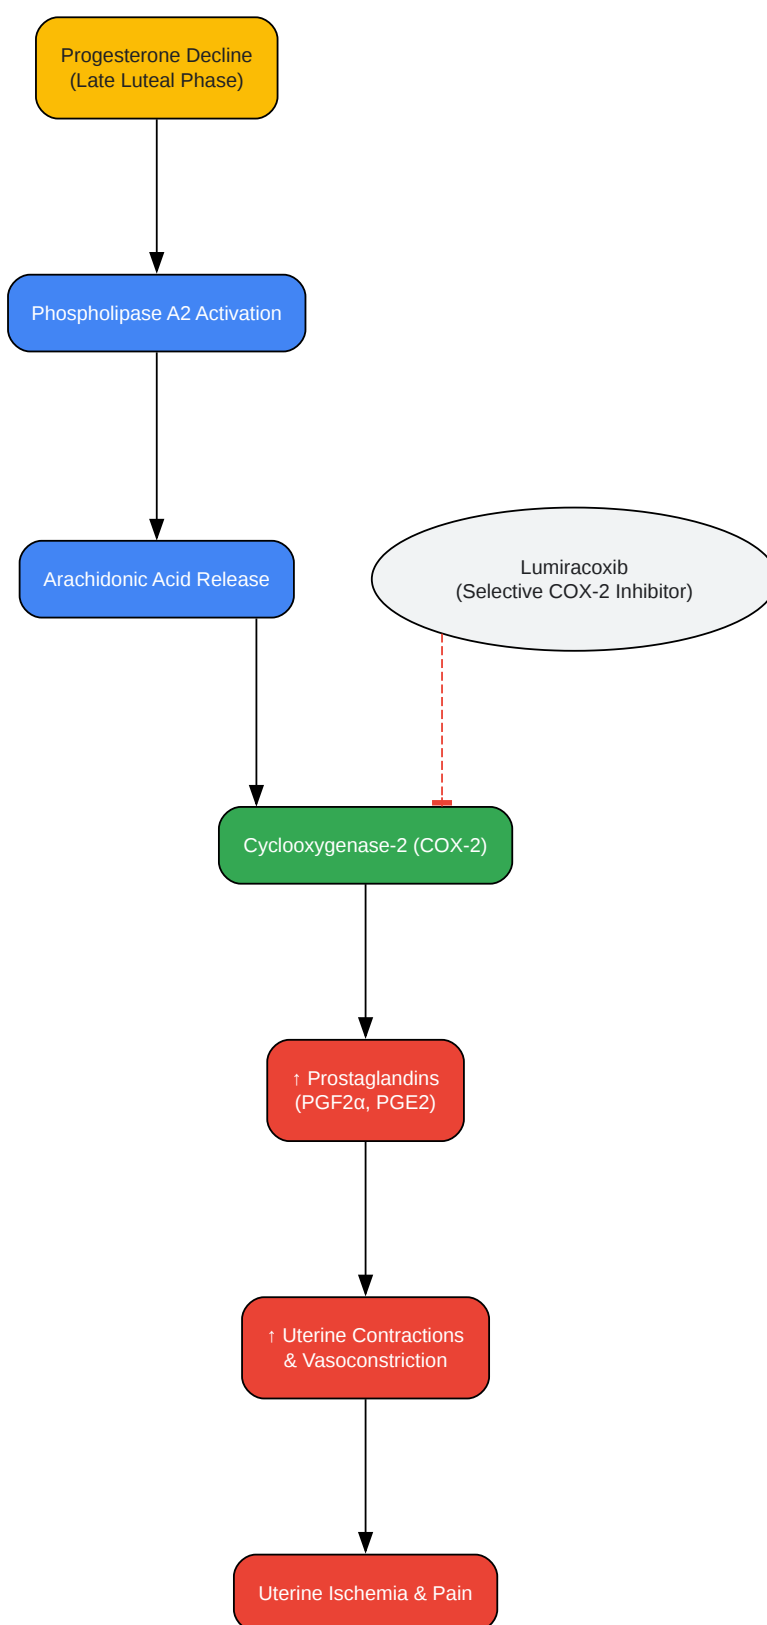 Progesterone Decline
(Late Luteal Phase)
Phospholipase A2 Activation
Arachidonic Acid Release
Lumiracoxib
(Selective COX-2 Inhibitor)
Cyclooxygenase-2 (COX-2)
↑ Prostaglandins
(PGF2α, PGE2)
↑ Uterine Contractions
& Vasoconstriction
Uterine Ischemia & Pain